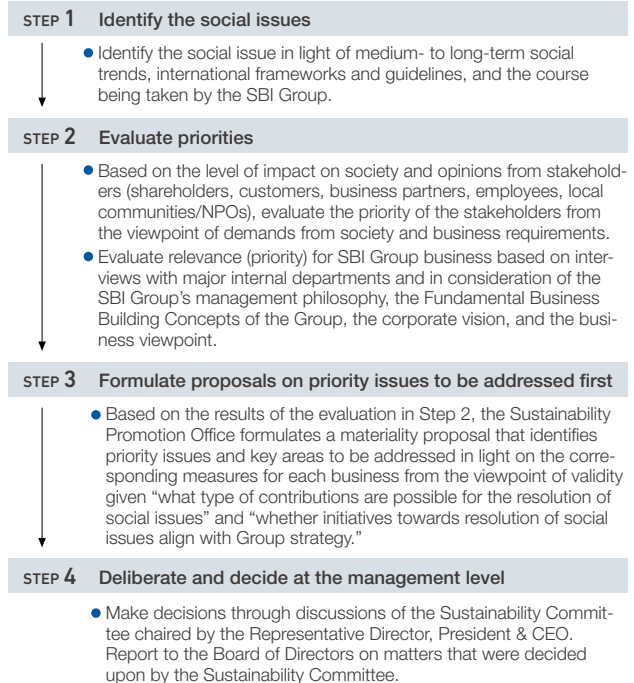 STEP 1 Identify the social issues
● Identify the social issue in light of medium- to long-term social
trends, international frameworks and guidelines, and the course
being taken by the SBI Group.
STEP 2 Evaluate priorities
● Based on the level of impact on society and opinions from stakehold-
ers (shareholders, customers, business partners, employees, local
communities/NPOs), evaluate the priority of the stakeholders from
the viewpoint of demands from society and business requirements.
● Evaluate relevance (priority) for SBI Group business based on inter-
views with major internal departments and in consideration of the
SBI Group's management philosophy, the Fundamental Business
Building Concepts of the Group, the corporate vision, and the busi-
ness viewpoint.
STEP 3 Formulate proposals on priority issues to be addressed first
● Based on the results of the evaluation in Step 2, the Sustainability
Promotion Office formulates a materiality proposal that identifies
priority issues and key areas to be addressed in light on the corre-
sponding measures for each business from the viewpoint of validity
given “what type of contributions are possible for the resolution of
social issues” and “whether initiatives towards resolution of social
issues align with Group strategy.”
STEP 4 Deliberate and decide at the management level
● Make decisions through discussions of the Sustainability Commit-
tee chaired by the Representative Director, President & CEO.
Report to the Board of Directors on matters that were decided
upon by the Sustainability Committee.